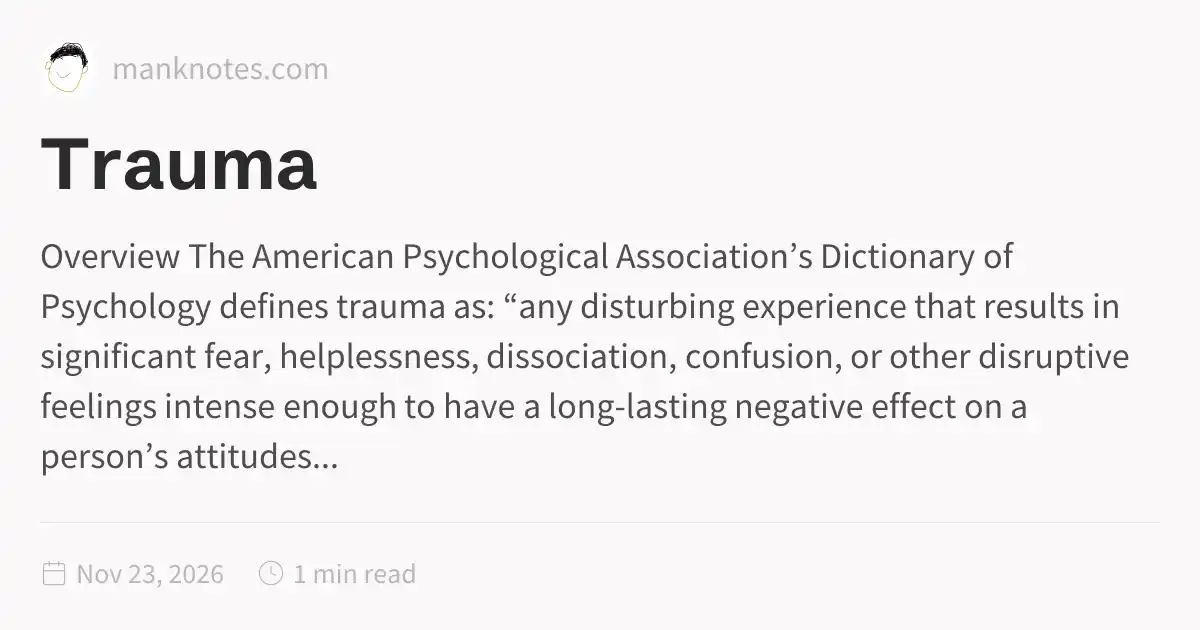 manknotes.com
Trauma
Overview The American Psychological Association’s Dictionary of
Psychology defines trauma as: “any disturbing experience that results in
significant fear, helplessness, dissociation, confusion, or other disruptive
feelings intense enough to have a long-lasting negative effect on a
person’s attitudes...
Nov 23, 2026 1 min read